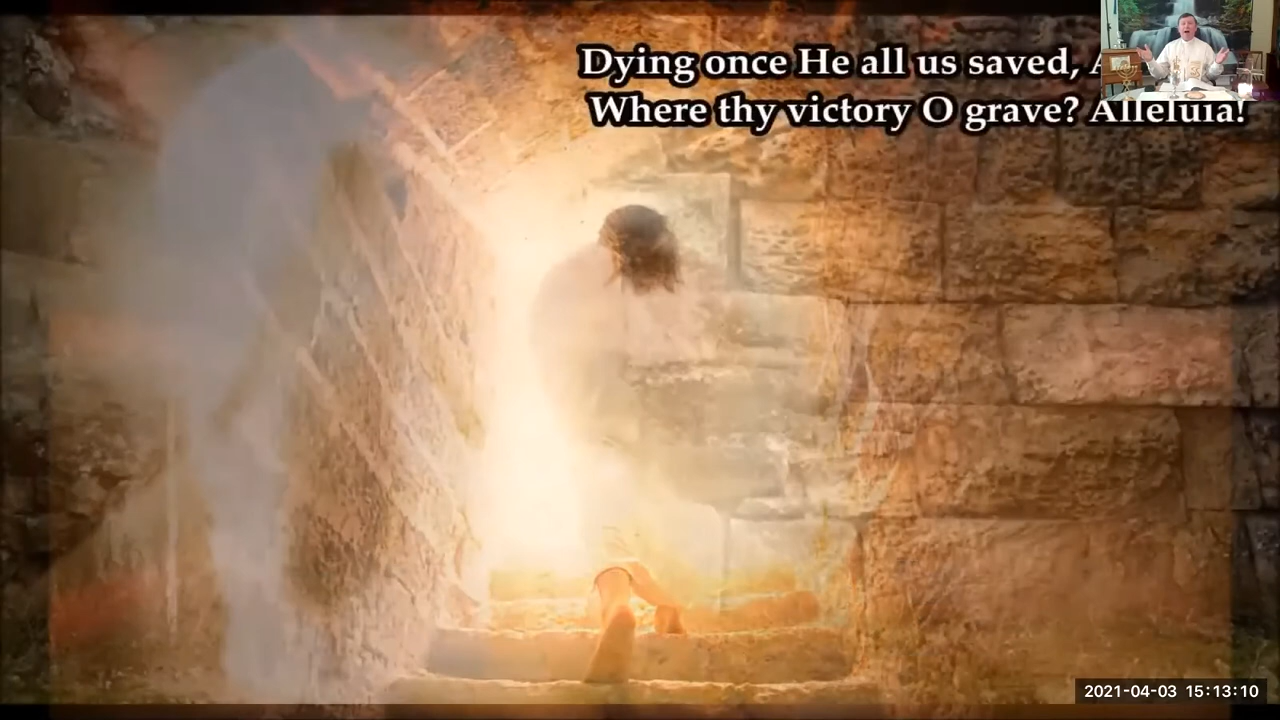 Dying once He all us saved,
Where thy victory O grave? Alleluia!
2021-04-03 15:13:10